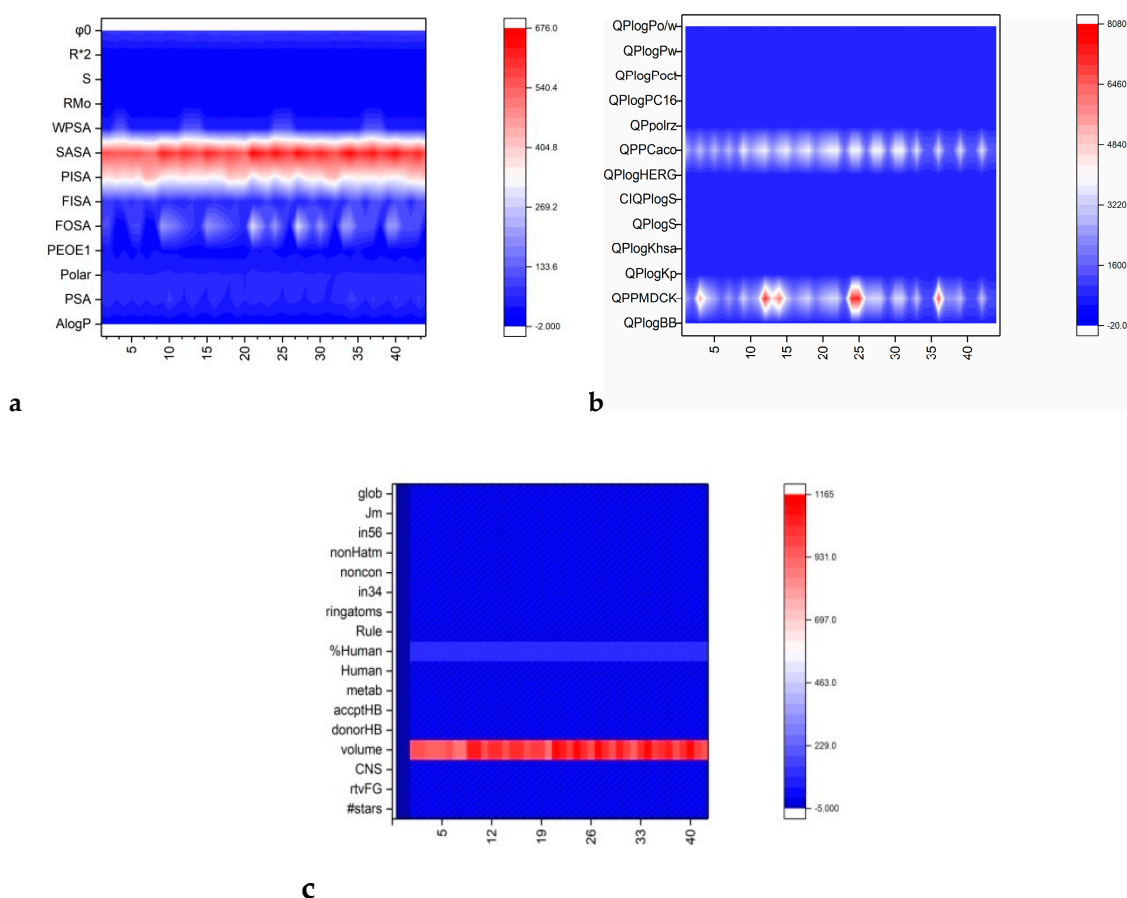 φ0
R*2
S
RMo
WPSA
SASA
PISA
FISA
FOSA
PEOE1
Polar
PSA
AlogP
5 10 15 20 25 30 35 40
676.0
540.4
404.8
269.2
133.6
-2.000
a
QPlogPo/w
QPlogPw
QPlogPoct
QPlogPC16
QPpolrz
QPPCaco
QPlogHERG
CIQPlogS
QPlogS
QPlogKhsa
QPlogKp
QPPMDCK
QPlogBB
5 10 15 20 25 30 35 40
8080
6460
4840
3220
1600
-20.0
b
glob
Jm
in56
nonHatm
noncon
in34
ringatoms
Rule
%Human
Human
metab
accptHB
donorHB
volume
CNS
rtvFG
#stars
5 12 19 26 33 40
1165
931.0
697.0
463.0
229.0
-5.000
c